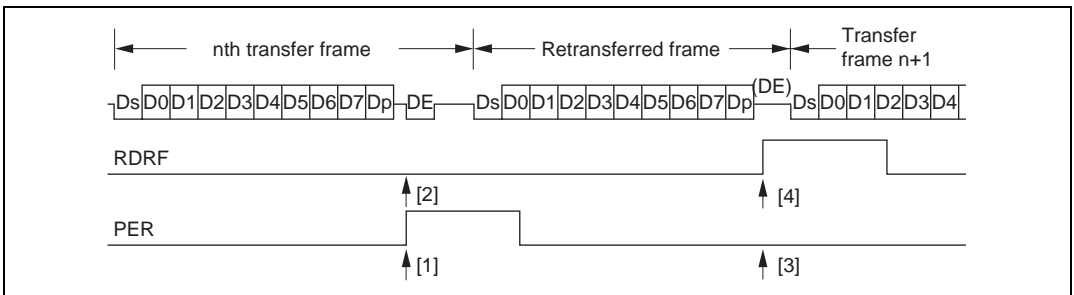 nth transfer frame Retransferred frame Transfer
frame n+1
Ds D0 D1 D2 D3 D4 D5 D6 D7 Dp DE Ds D0 D1 D2 D3 D4 D5 D6 D7 Dp (DE) Ds D0 D1 D2 D3 D4
RDRF
[2] [4]
PER
[1] [3]